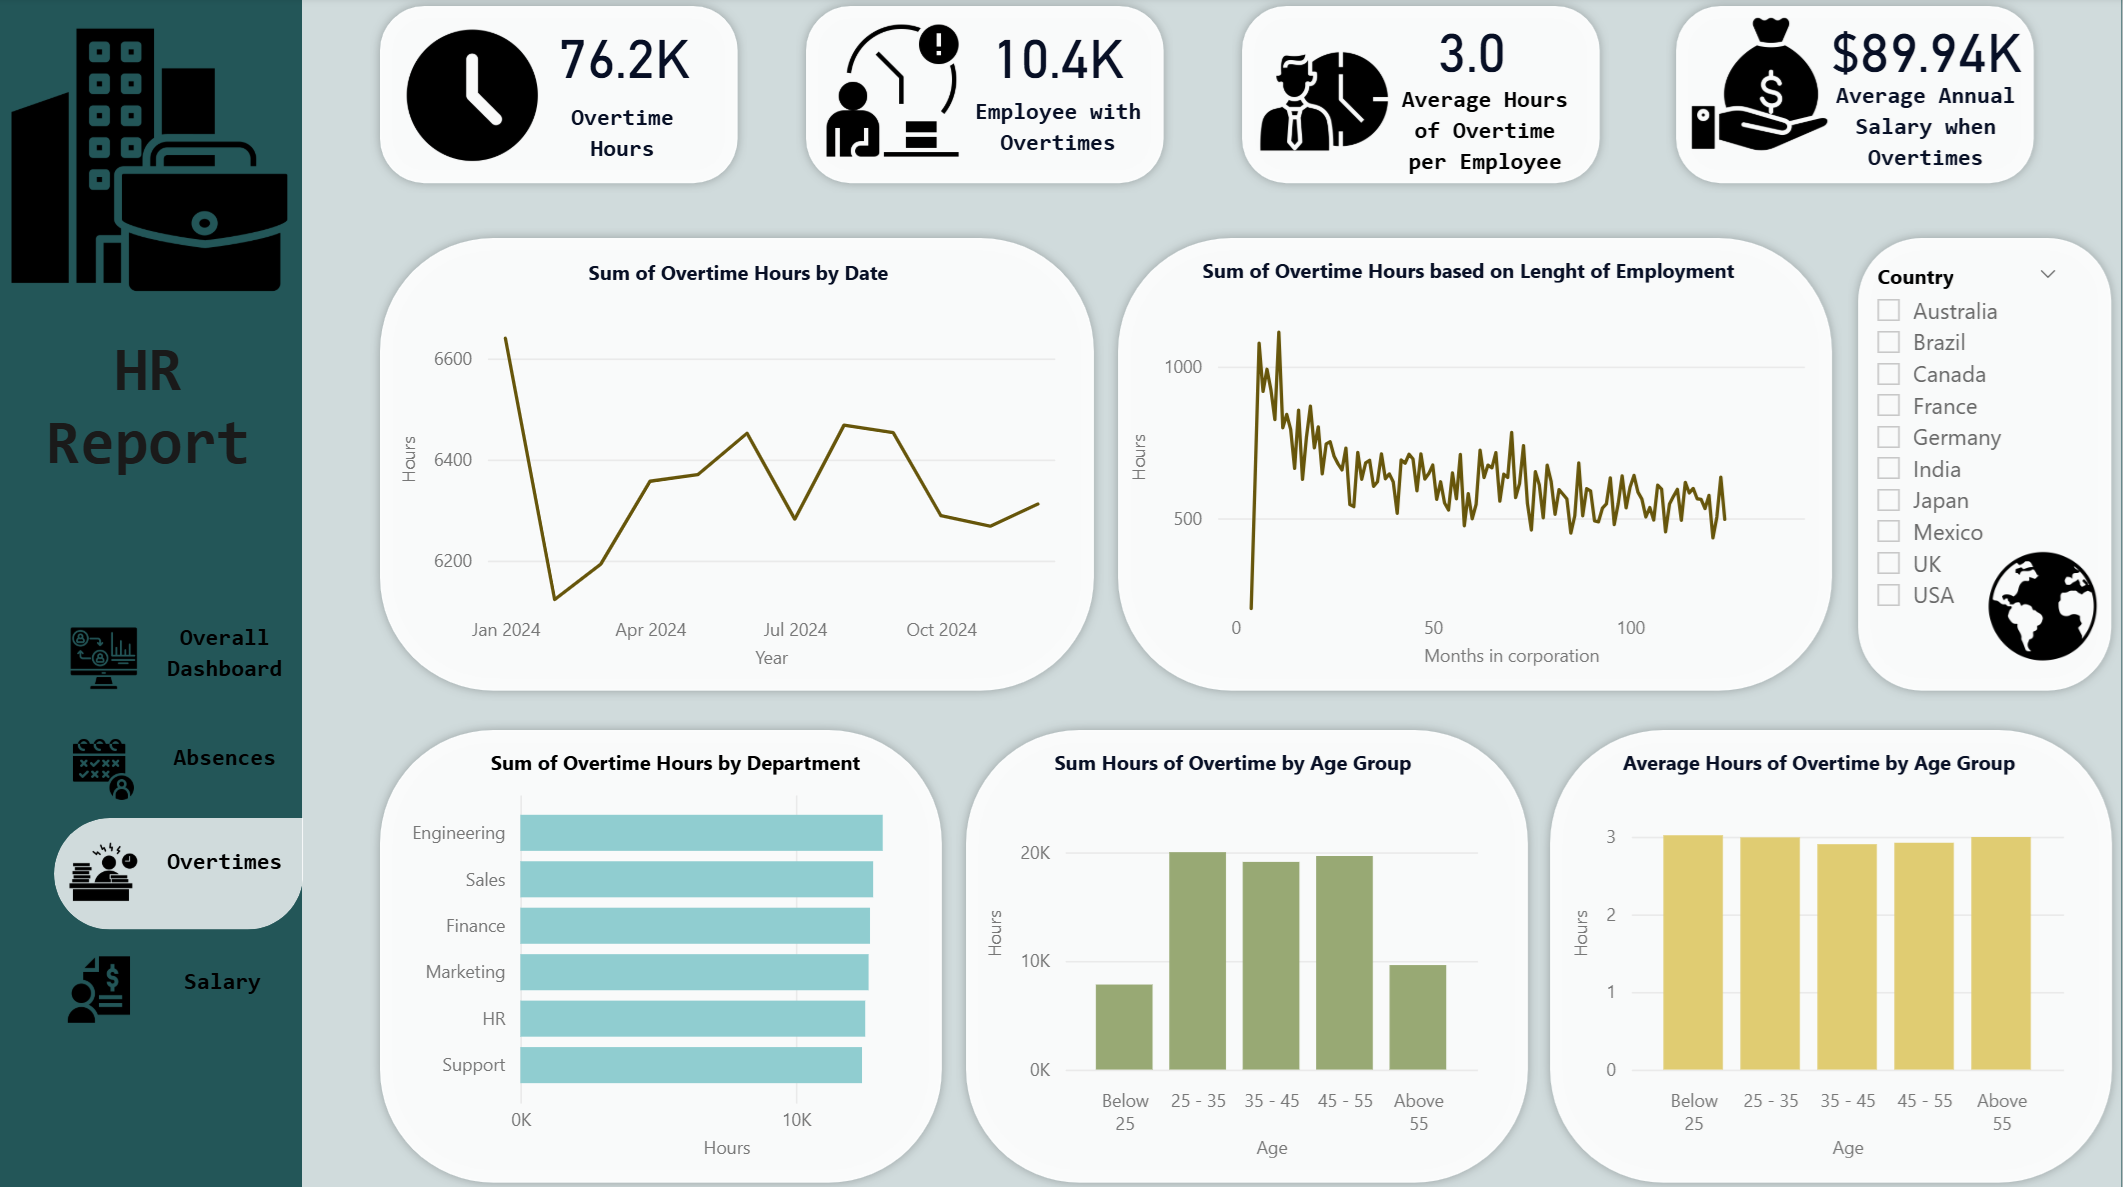 HR
Report
Overall
Dashboard
Absences
Overtimes
Salary
76.2K
Overtime
Hours
10.4K
Employee with
Overtimes
3.0
Average Hours
of Overtime
per Employee
$89.94K
Average Annual
Salary when
Overtimes
Sum of Overtime Hours by Date
Hours
6600
6400
6200
Jan 2024 Apr 2024 Jul 2024 Oct 2024
Year
Sum of Overtime Hours based on Lenght of Employment
Hours
1000
500
0 50 100
Months in corporation
Country
Australia
Brazil
Canada
France
Germany
India
Japan
Mexico
UK
USA
Sum of Overtime Hours by Department
Engineering
Sales
Finance
Marketing
HR
Support
0K 10K
Hours
Sum Hours of Overtime by Age Group
Hours
20K
10K
0K
Below 25 25 - 35 35 - 45 45 - 55 Above 55
Age
Average Hours of Overtime by Age Group
Hours
3
2
1
0
Below 25 25 - 35 35 - 45 45 - 55 Above 55
Age